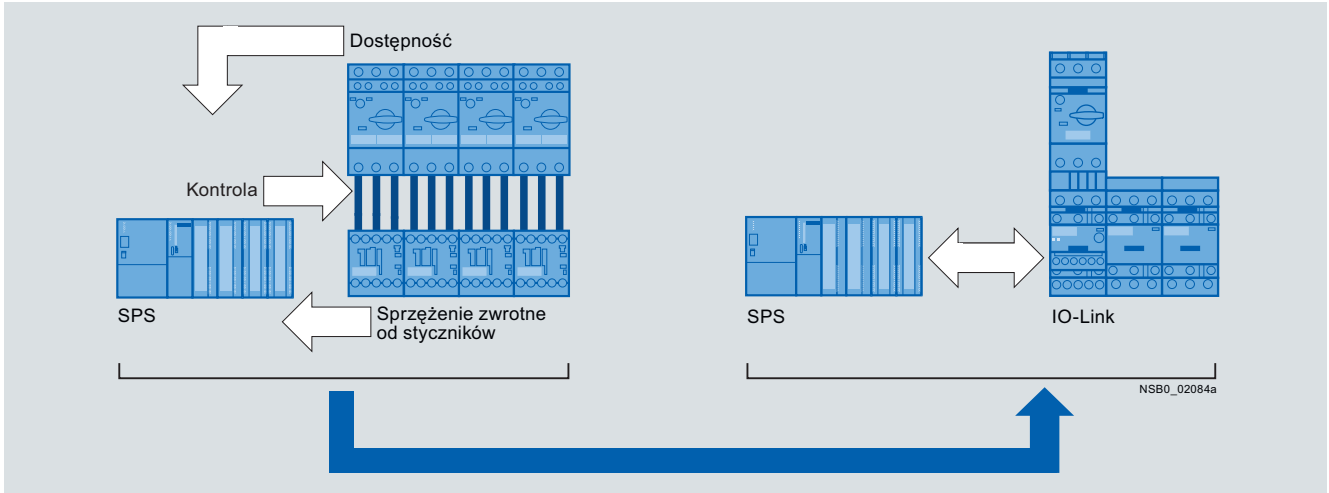 Dostępność
Kontrola
SPS
Sprzężenie zwrotne
od styczników
SPS
IO-Link
NSB0_02084a